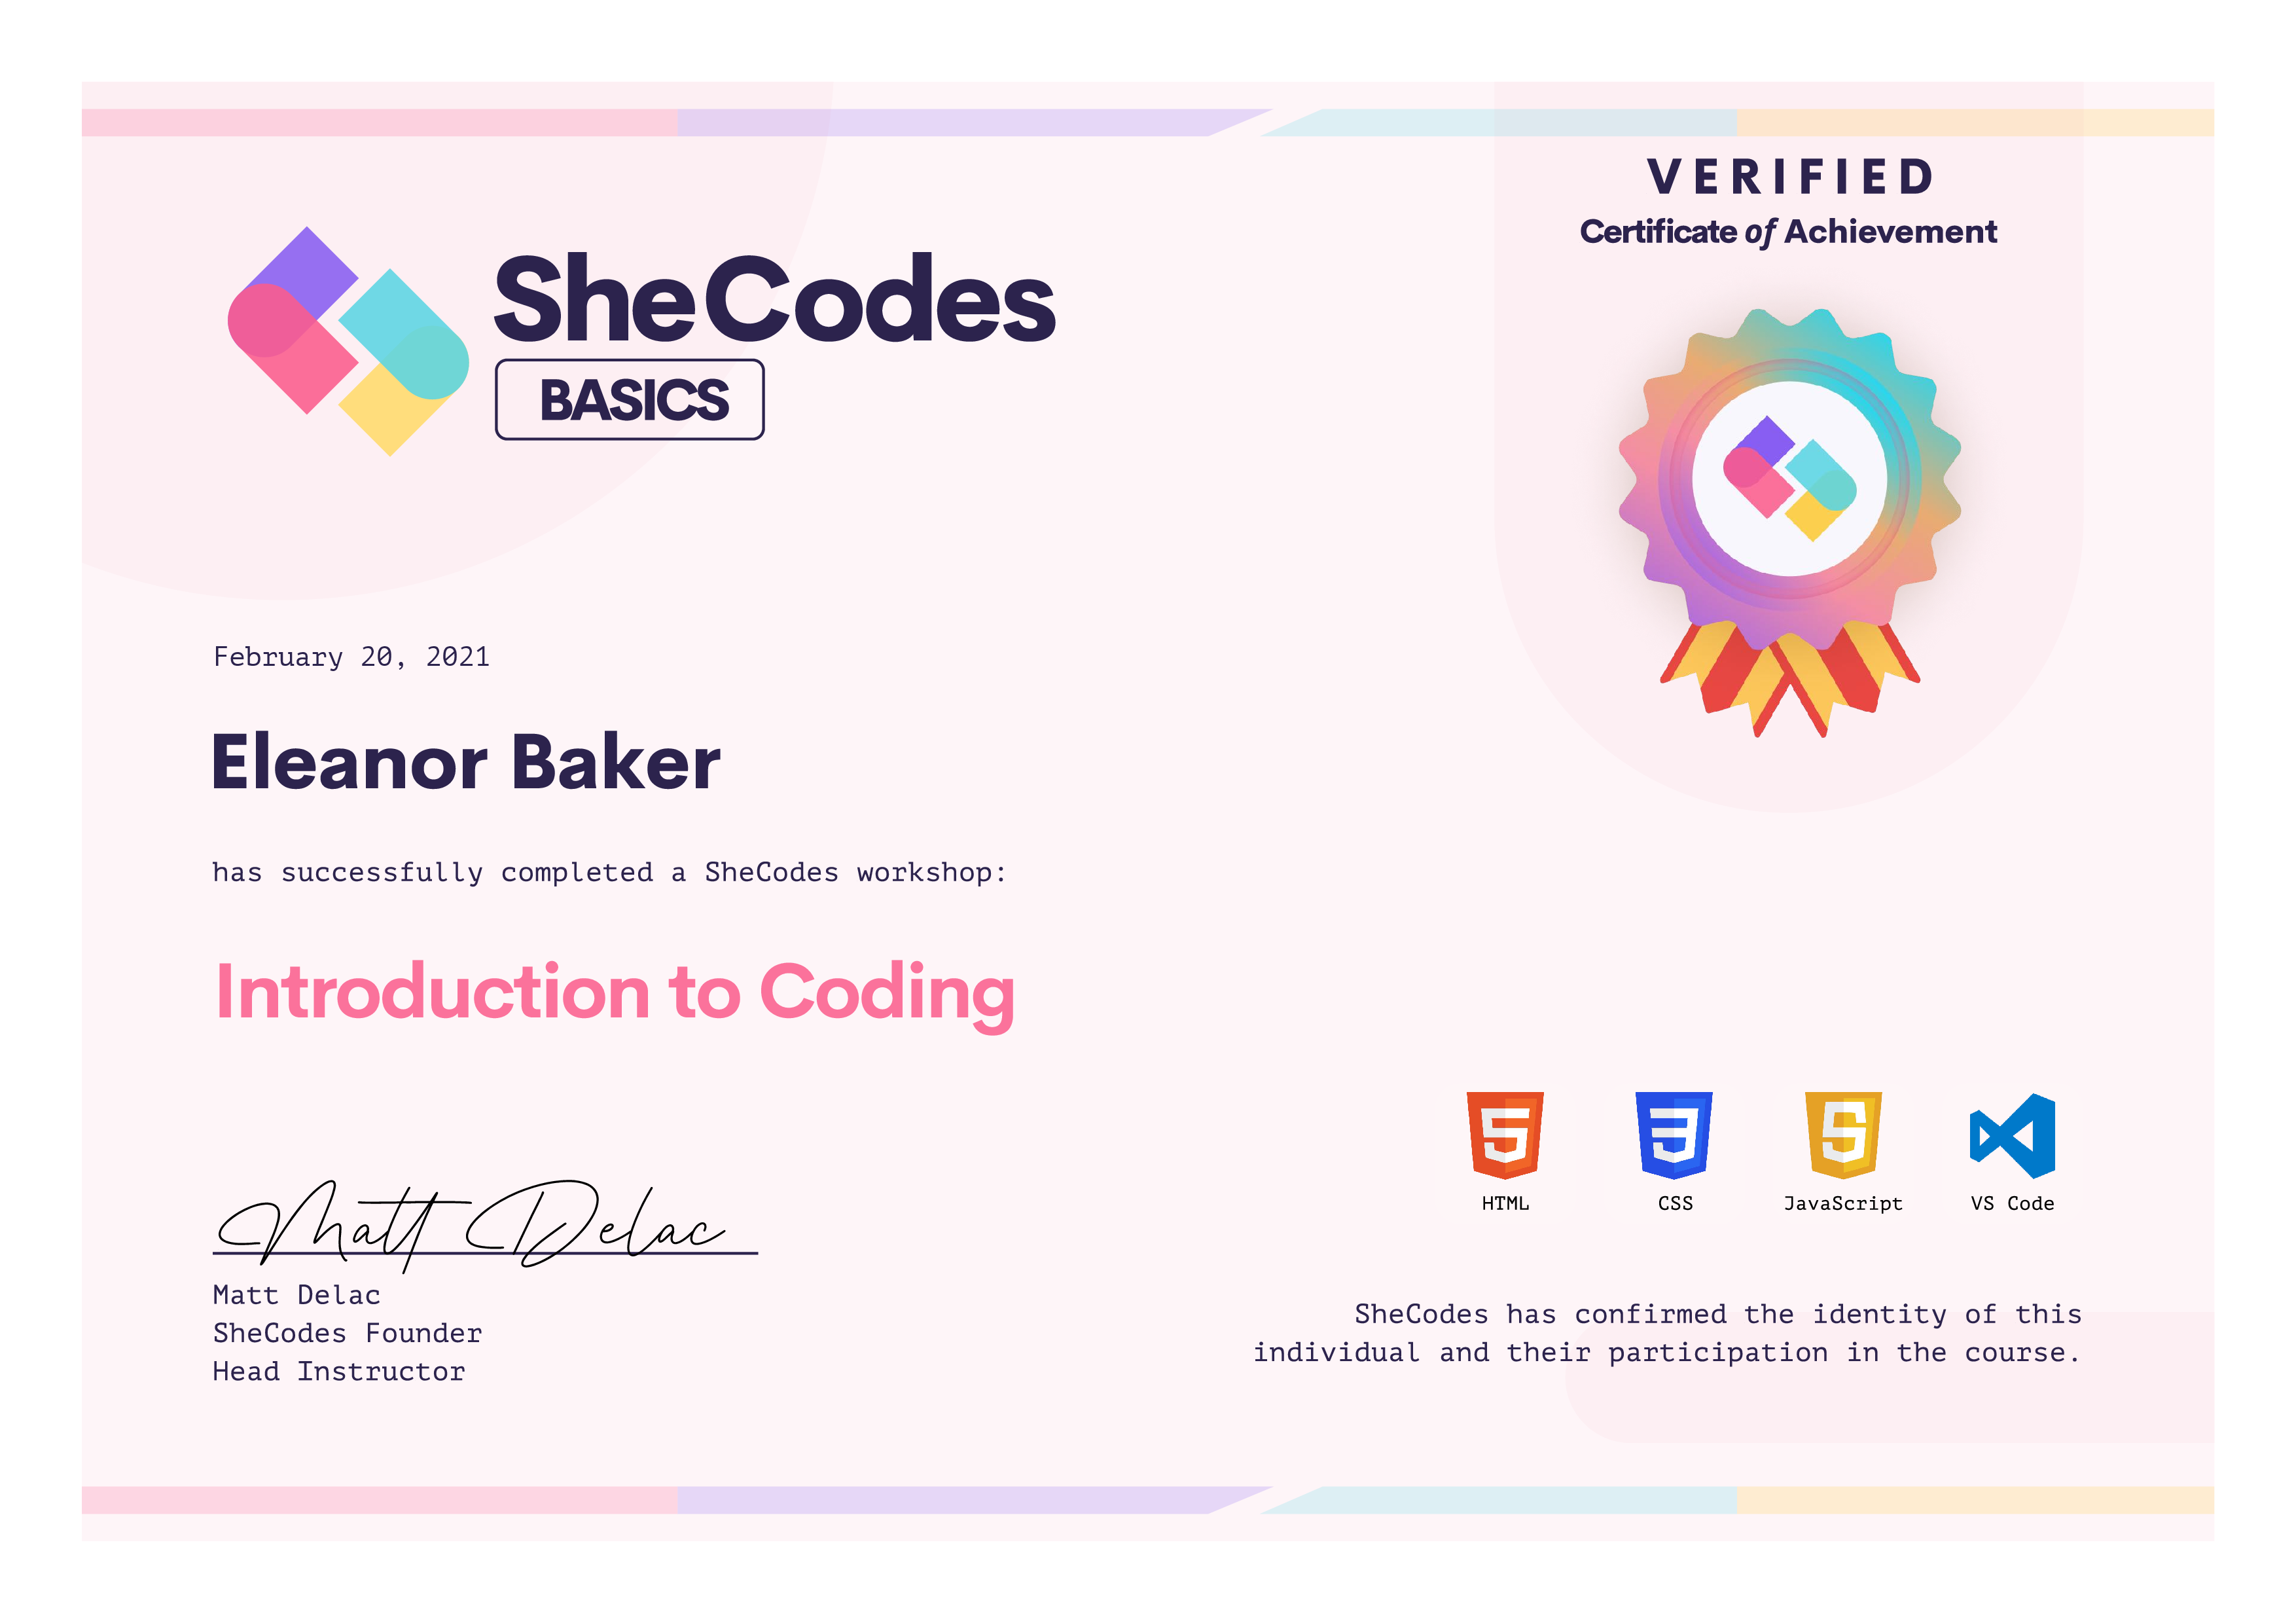 VERIFIED
Certificate of Achievement
SheCodes
BASICS
February 20, 2021
Eleanor Baker
has successfully completed a SheCodes workshop:
Introduction to Coding
HTML CSS JavaScript VS Code
Matt Delac
Matt Delac
SheCodes Founder
Head Instructor
SheCodes has confirmed the identity of this
individual and their participation in the course.